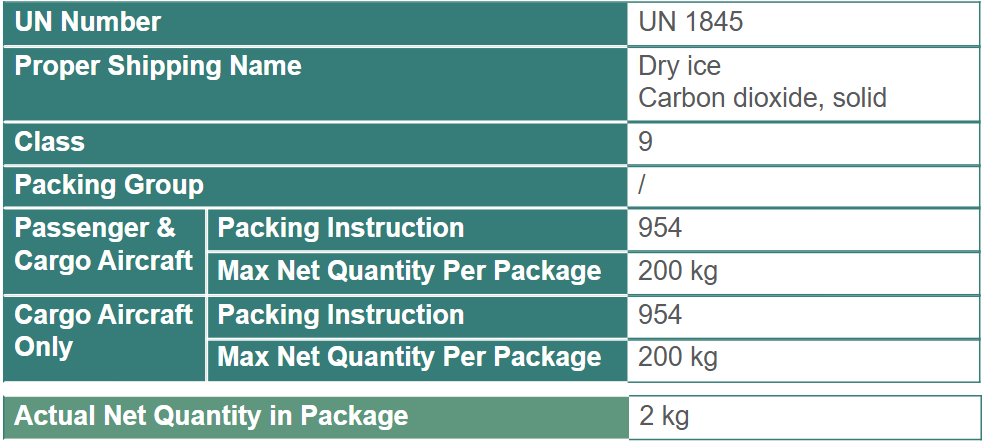 UN Number
UN 1845
Proper Shipping Name
Dry ice
Carbon dioxide, solid
Class
9
Packing Group
/
Passenger &
Cargo Aircraft
Packing Instruction
954
Max Net Quantity Per Package
200 kg
Cargo Aircraft
Only
Packing Instruction
954
Max Net Quantity Per Package
200 kg
Actual Net Quantity in Package
2 kg